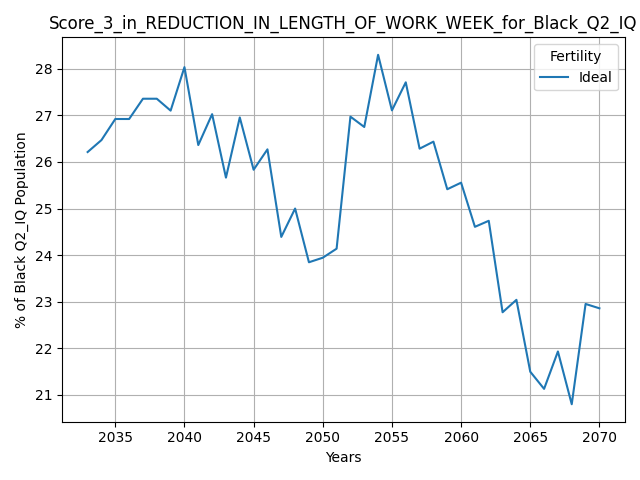 Score_3_in_REDUCTION_IN_LENGTH_OF_WORK_WEEK_for_Black_Q2_IQ
Fertility
Ideal
% of Black Q2_IQ Population
28
27
26
25
24
23
22
21
2035 2040 2045 2050 2055 2060 2065 2070
Years